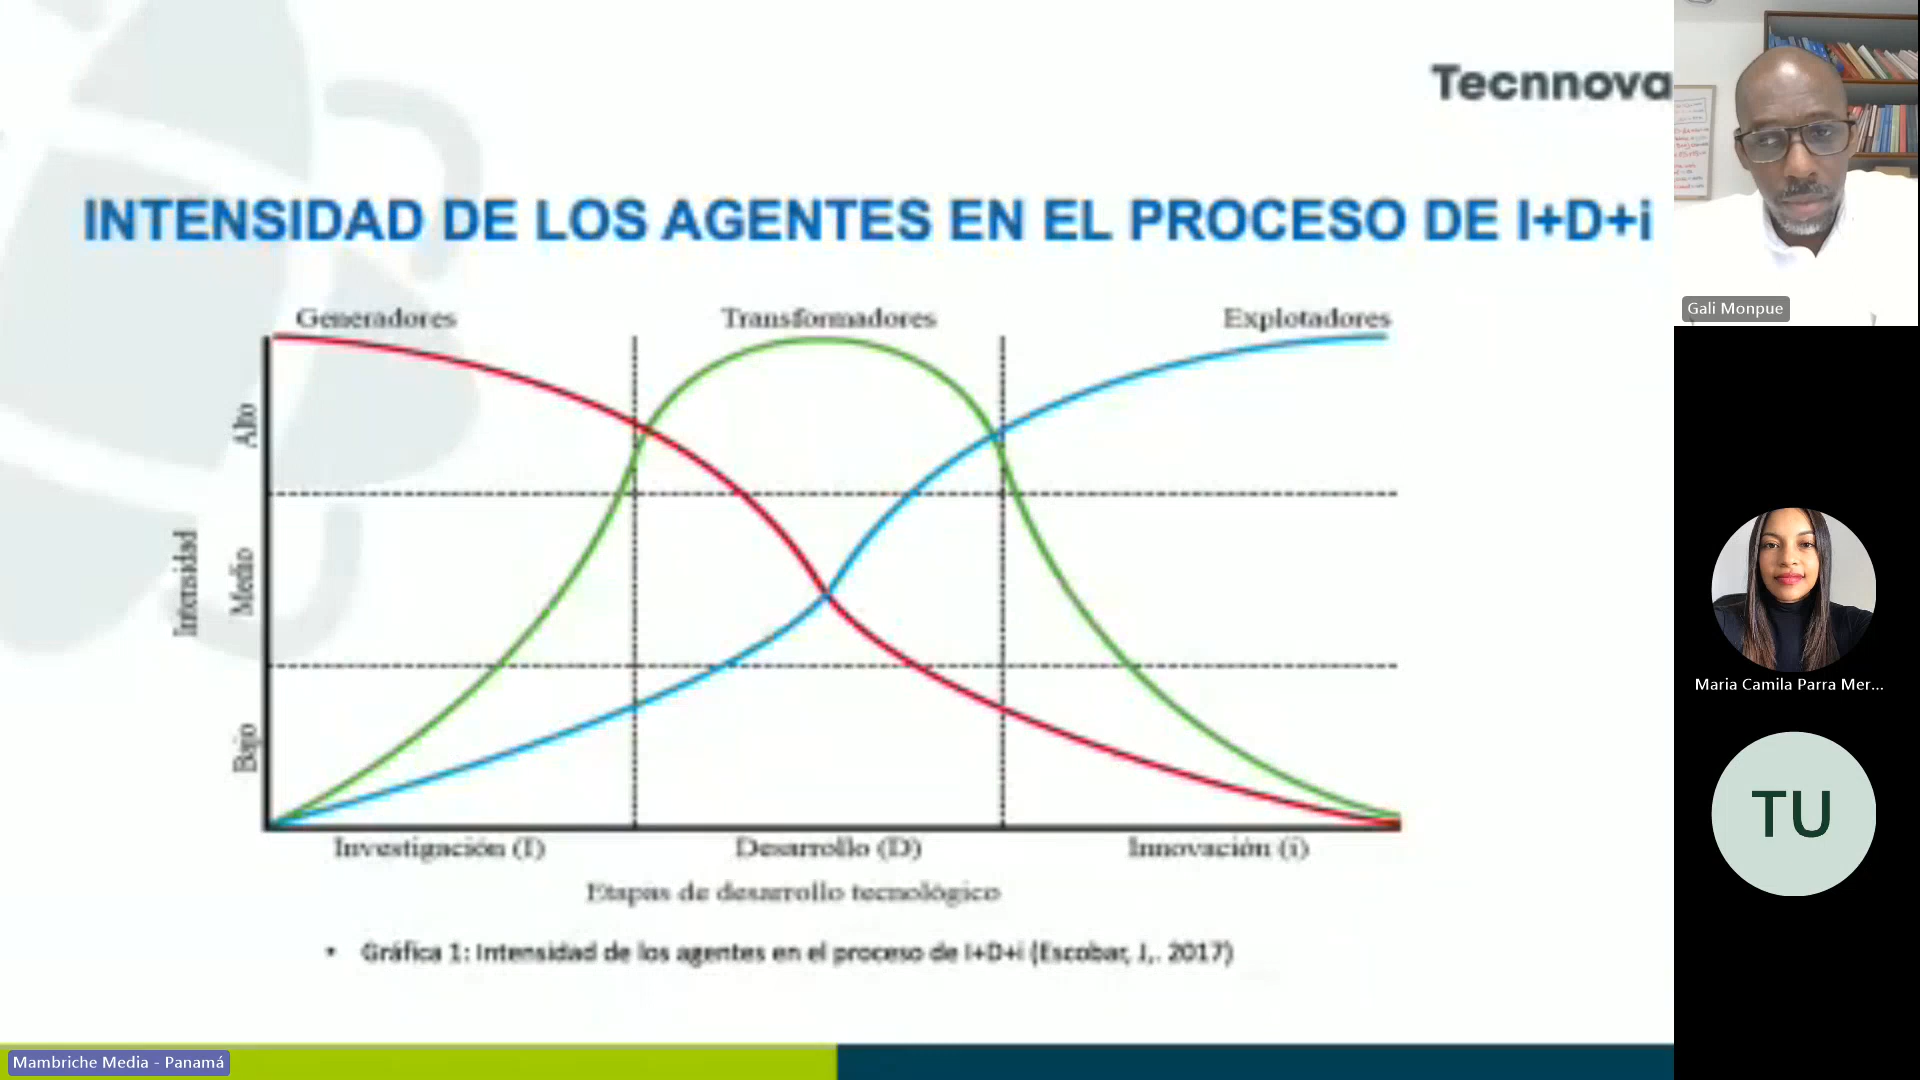 Tecnnova
INTENSIDAD DE LOS AGENTES EN EL PROCESO DE I+D+i
Generadores
Transformadores
Explotadores
Alto
Medio
Bajo
Intensidad
Investigación (I)
Desarrollo (D)
Innovación (i)
Etapas de desarrollo tecnológico
• Gráfica 1: Intensidad de los agentes en el proceso de I+D+i (Escobar, J,. 2017)
Mambriche Media - Panamá
Gali Monpue
Maria Camila Parra Mer...
TU